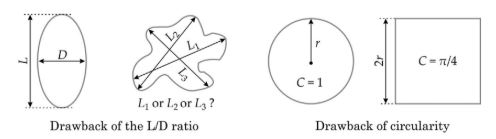 L
D
L₂
L₁
L₃
L₁ or L₂ or L₃ ?
r
C = 1
2r
C = π/4
Drawback of the L/D ratio
Drawback of circularity